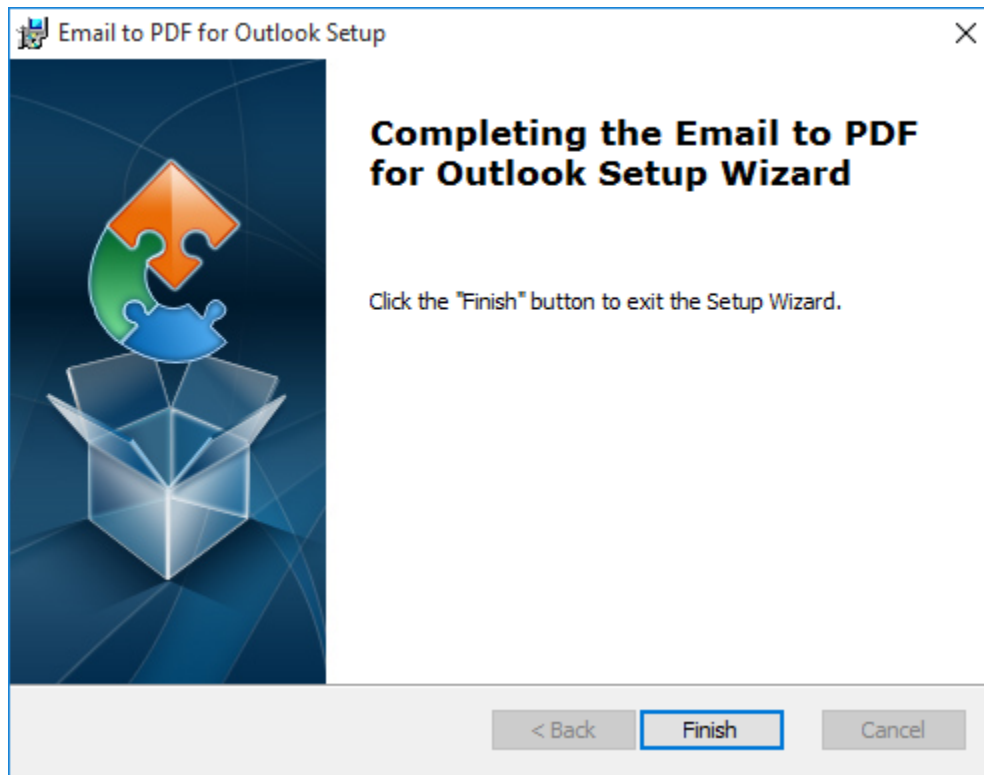 Email to PDF for Outlook Setup
Completing the Email to PDF
for Outlook Setup Wizard
Click the "Finish" button to exit the Setup Wizard.
< Back
Finish
Cancel